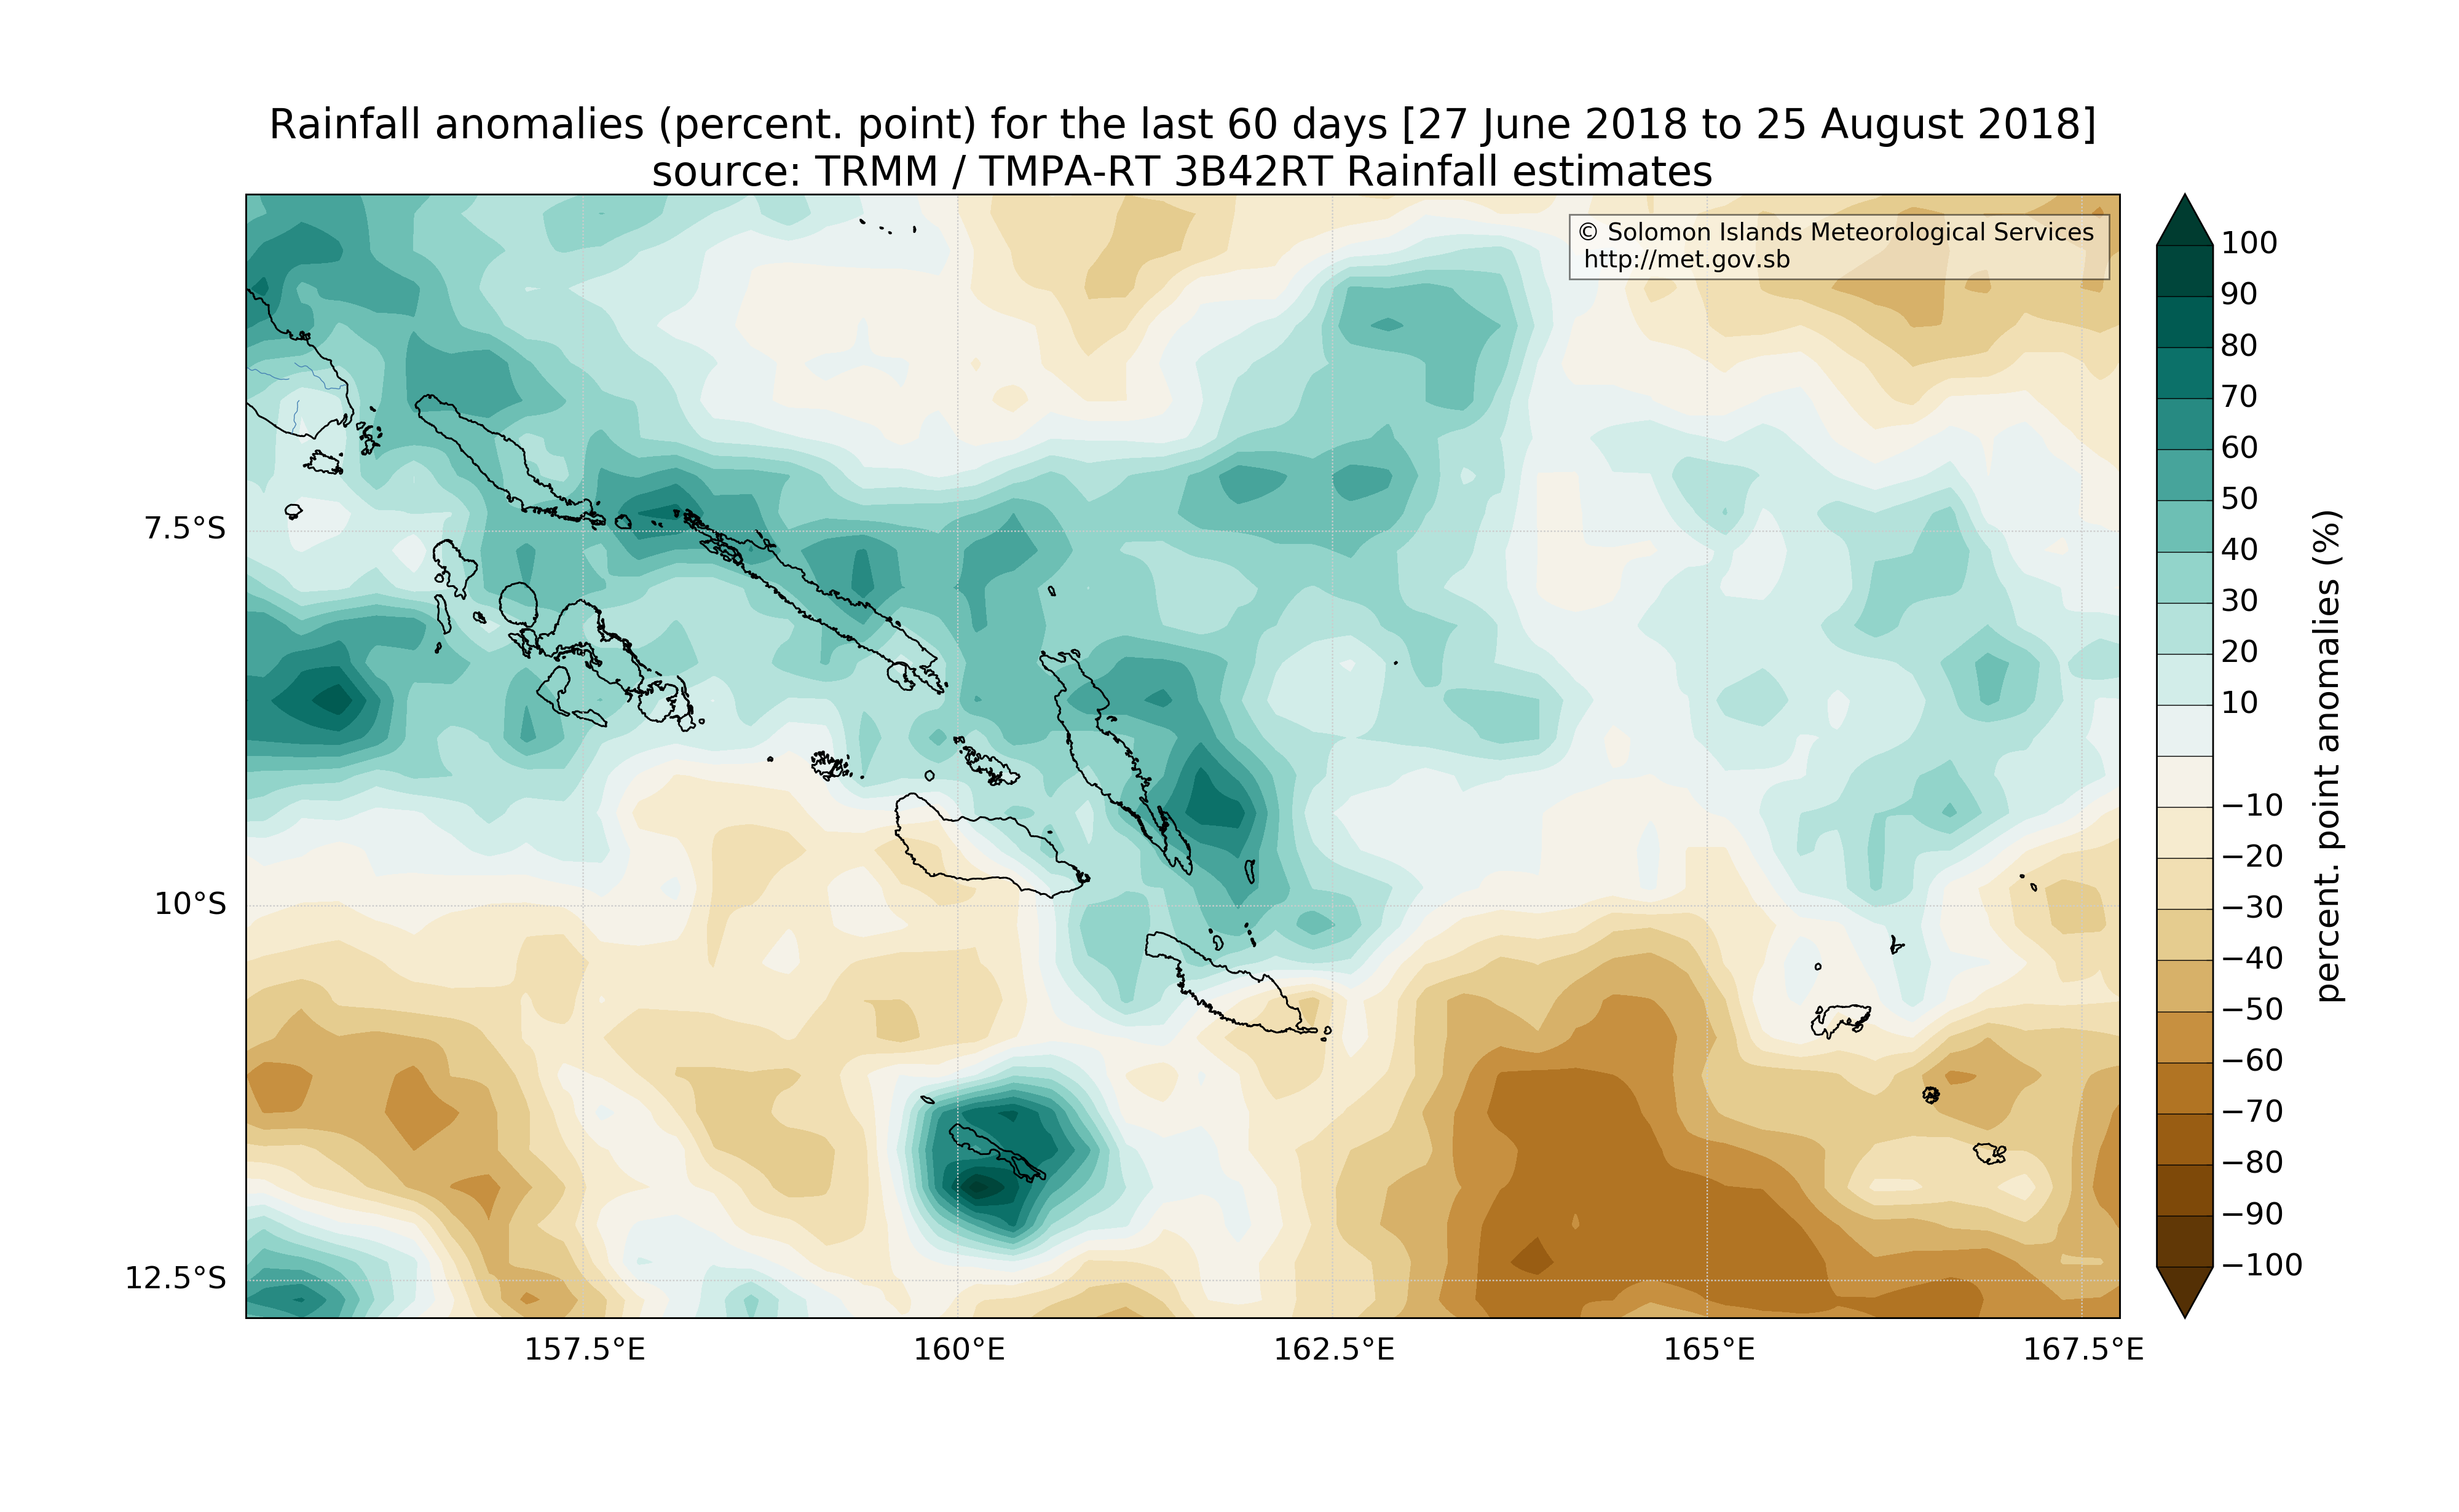 Rainfall anomalies (percent. point) for the last 60 days [27 June 2018 to 25 August 2018]
source: TRMM / TMPA-RT 3B42RT Rainfall estimates
© Solomon Islands Meteorological Services
http://met.gov.sb
7.5°S
10°S
12.5°S
157.5°E
160°E
162.5°E
165°E
167.5°E
100
90
80
70
60
50
40
30
20
10
−10
−20
−30
−40
−50
−60
−70
−80
−90
−100
percent. point anomalies (%)